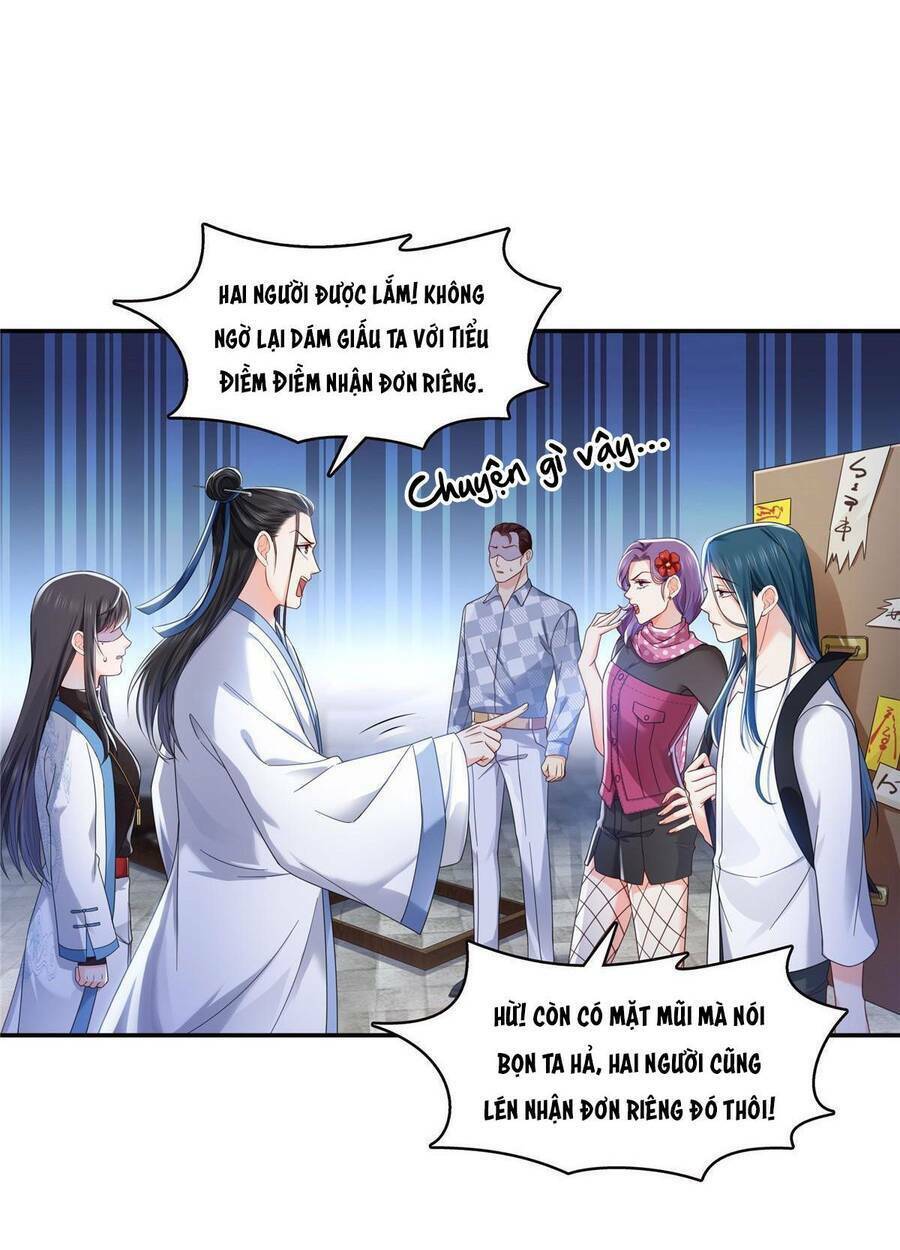 HAI NGƯỜI ĐƯỢC LẮM! KHÔNG
NGỜ LẠI DÁM GIẤU TA VỚI TIỂU
ĐIỀM ĐIỀM NHẬN ĐƠN RIÊNG.
Chuyện gì vậy...
HỪ! CÒN CÓ MẶT MŨI MÀ NÓI
BỌN TA HẢ, HAI NGƯỜI CŨNG
LÉN NHẬN ĐƠN RIÊNG ĐÓ THÔI!